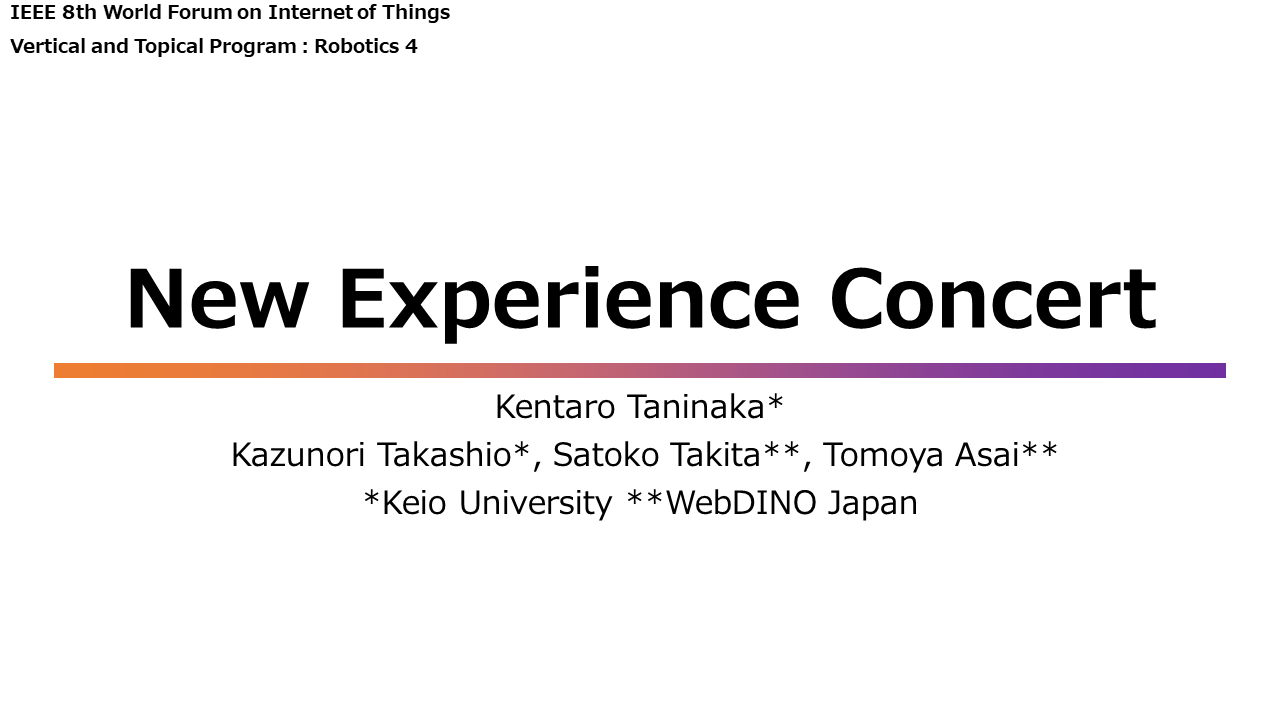 IEEE 8th World Forum on Internet of Things
Vertical and Topical Program : Robotics 4
New Experience Concert
Kentaro Taninaka*
Kazunori Takashio*, Satoko Takita**, Tomoya Asai**
*Keio University **WebDINO Japan